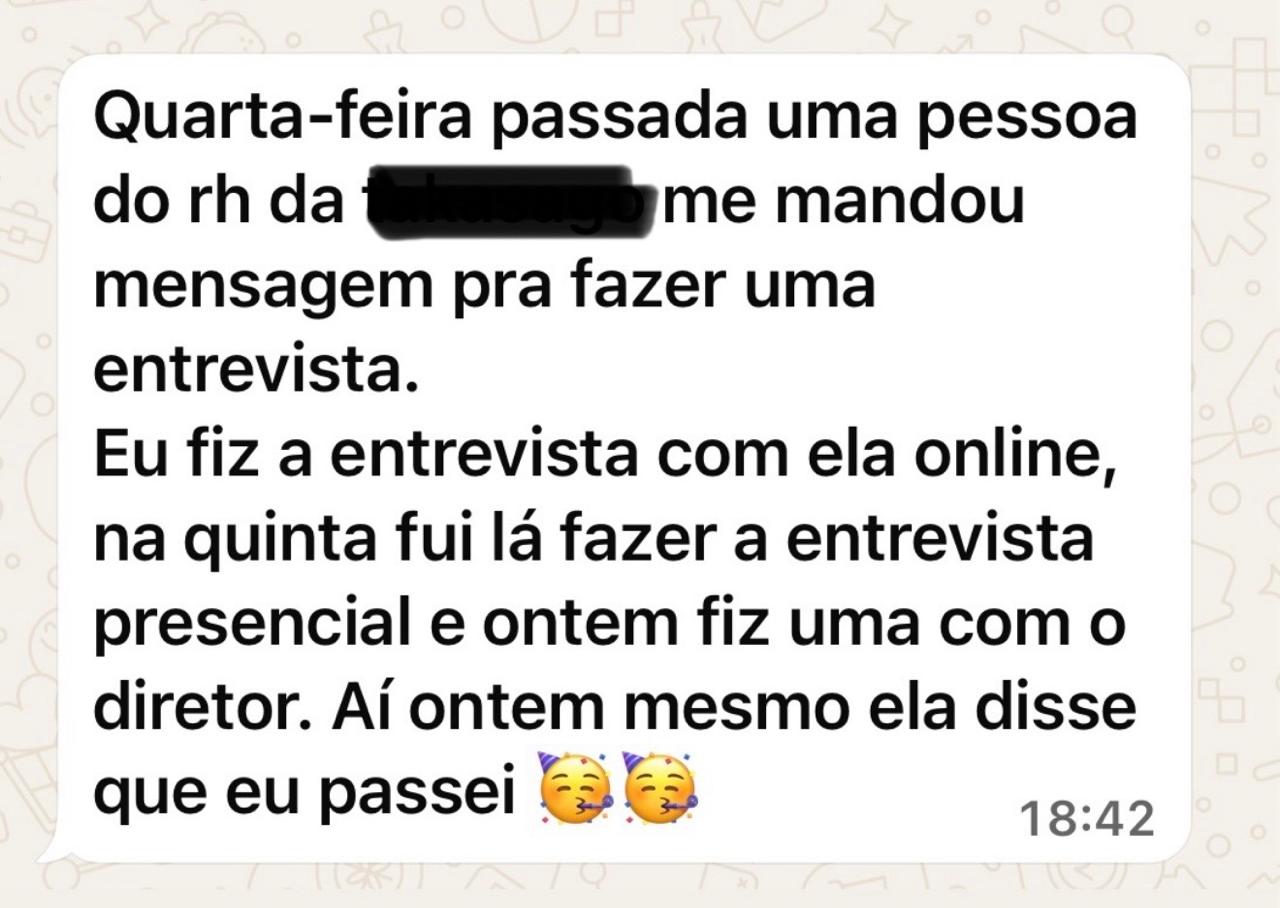 Quarta-feira passada uma pessoa
do rh da me mandou
mensagem pra fazer uma
entrevista.
Eu fiz a entrevista com ela online,
na quinta fui lá fazer a entrevista
presencial e ontem fiz uma com o
diretor. Aí ontem mesmo ela disse
que eu passei 🥳🥳
18:42